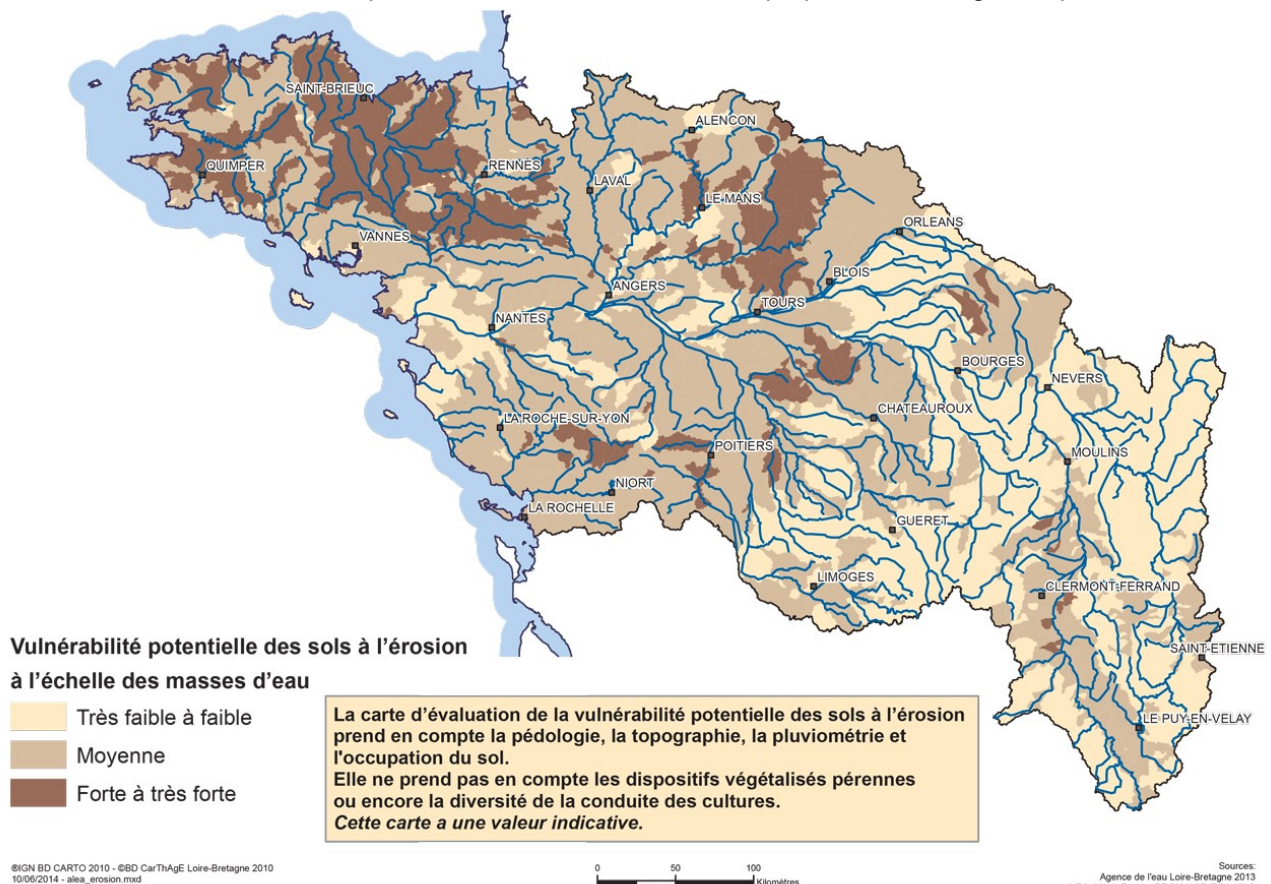 SAINT-BRIEUC
ALENCON
QUIMPER
RENNES
LAVAL
LE MANS
ORLEANS
VANNES
BLOIS
ANGERS
TOURS
NANTES
BOURGES
NEVERS
CHATEAUROUX
LA ROCHE-SUR-YON
POITIERS
MOULINS
NIORT
LA ROCHELLE
GUERET
LIMOGES
CLERMONT-FERRAND
SAINT-ETIENNE
LE PUY-EN-VELAY
Vulnérabilité potentielle des sols à l'érosion
à l'échelle des masses d'eau
Très faible à faible
Moyenne
Forte à très forte
La carte d'évaluation de la vulnérabilité potentielle des sols à l'érosion
prend en compte la pédologie, la topographie, la pluviométrie et
l'occupation du sol.
Elle ne prend pas en compte les dispositifs végétalisés pérennes
ou encore la diversité de la conduite des cultures.
Cette carte a une valeur indicative.
©IGN BD CARTO 2010 - ©BD CarThAgE Loire-Bretagne 2010
10/06/2014 - alea_erosion.mxd
0 50 100
Kilomètres
Sources:
Agence de l'eau Loire-Bretagne 2013